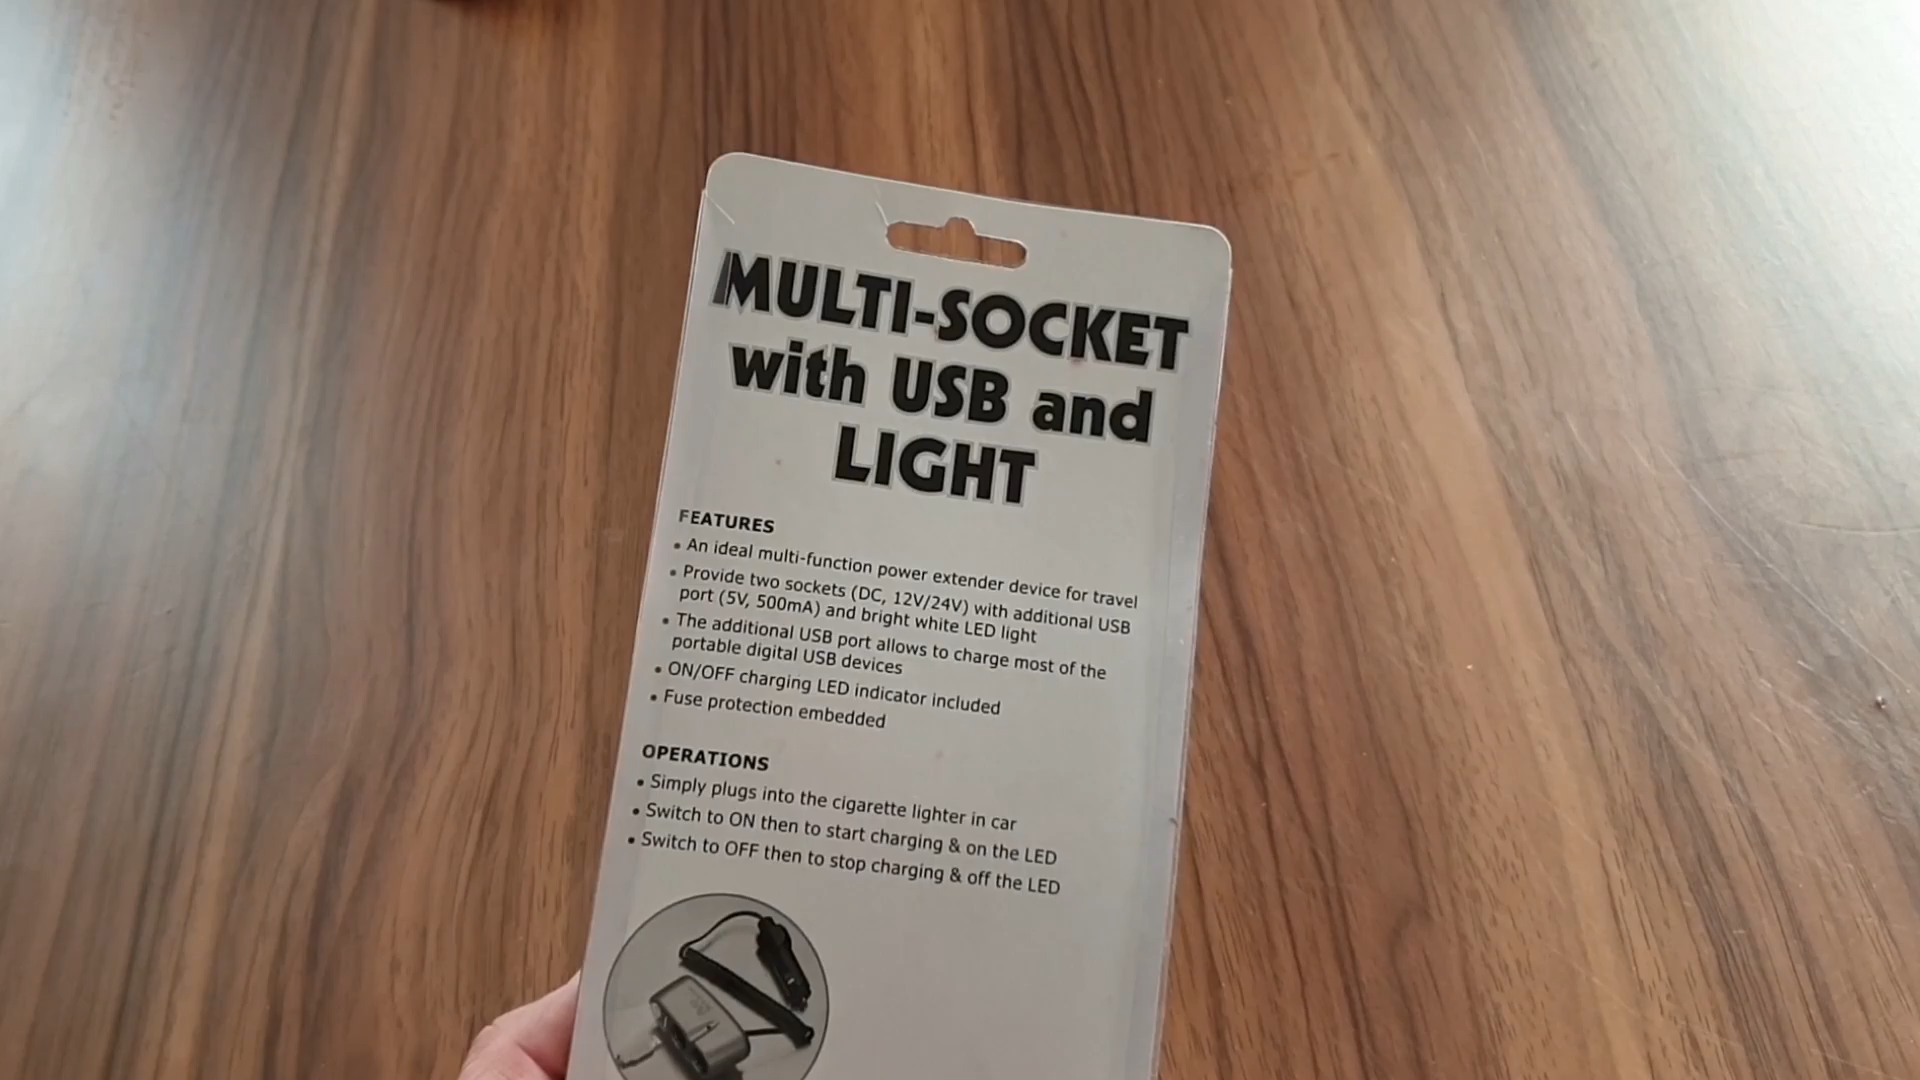 MULTI-SOCKET
with USB and
LIGHT
FEATURES
• An ideal multi-function power extender device for travel
• Provide two sockets (DC, 12V/24V) with additional USB
port (5V, 500mA) and bright white LED light
• The additional USB port allows to charge most of the
portable digital USB devices
• ON/OFF charging LED indicator included
• Fuse protection embedded
OPERATIONS
• Simply plugs into the cigarette lighter in car
• Switch to ON then to start charging & on the LED
• Switch to OFF then to stop charging & off the LED